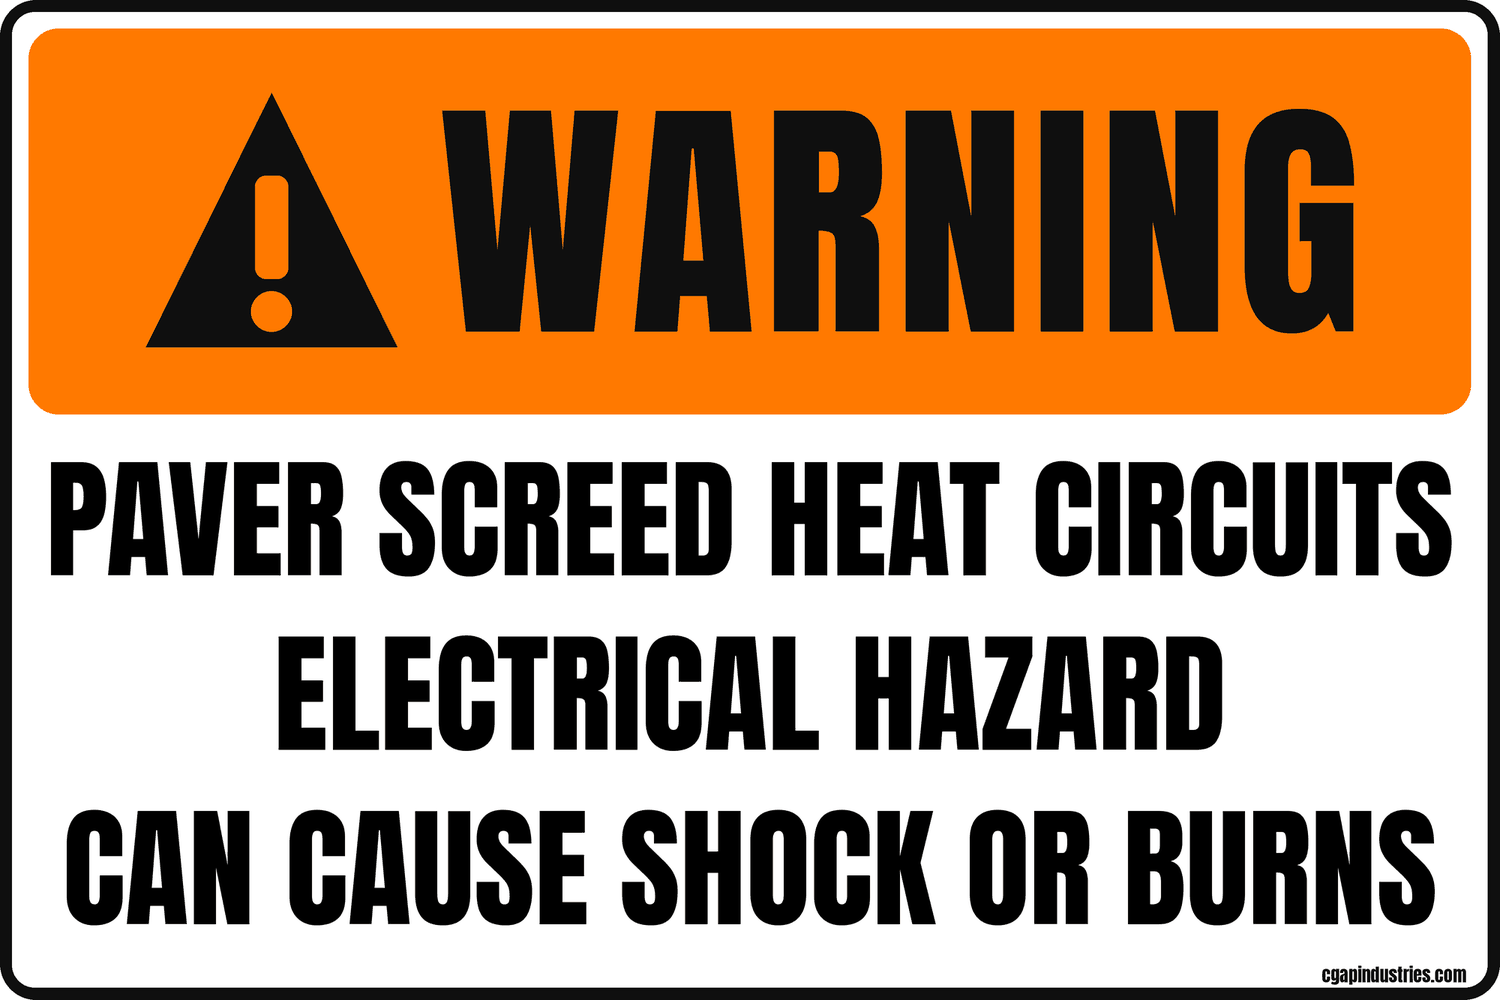 WARNING
PAVER SCREED HEAT CIRCUITS
ELECTRICAL HAZARD
CAN CAUSE SHOCK OR BURNS
cgapindustries.com